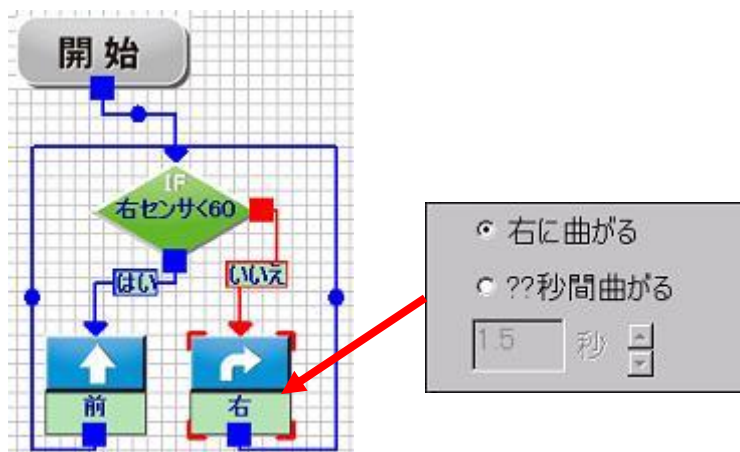 開始
IF
右センサ<60
はい
いいえ
前
右
右に曲がる
??秒間曲がる
1.5 秒